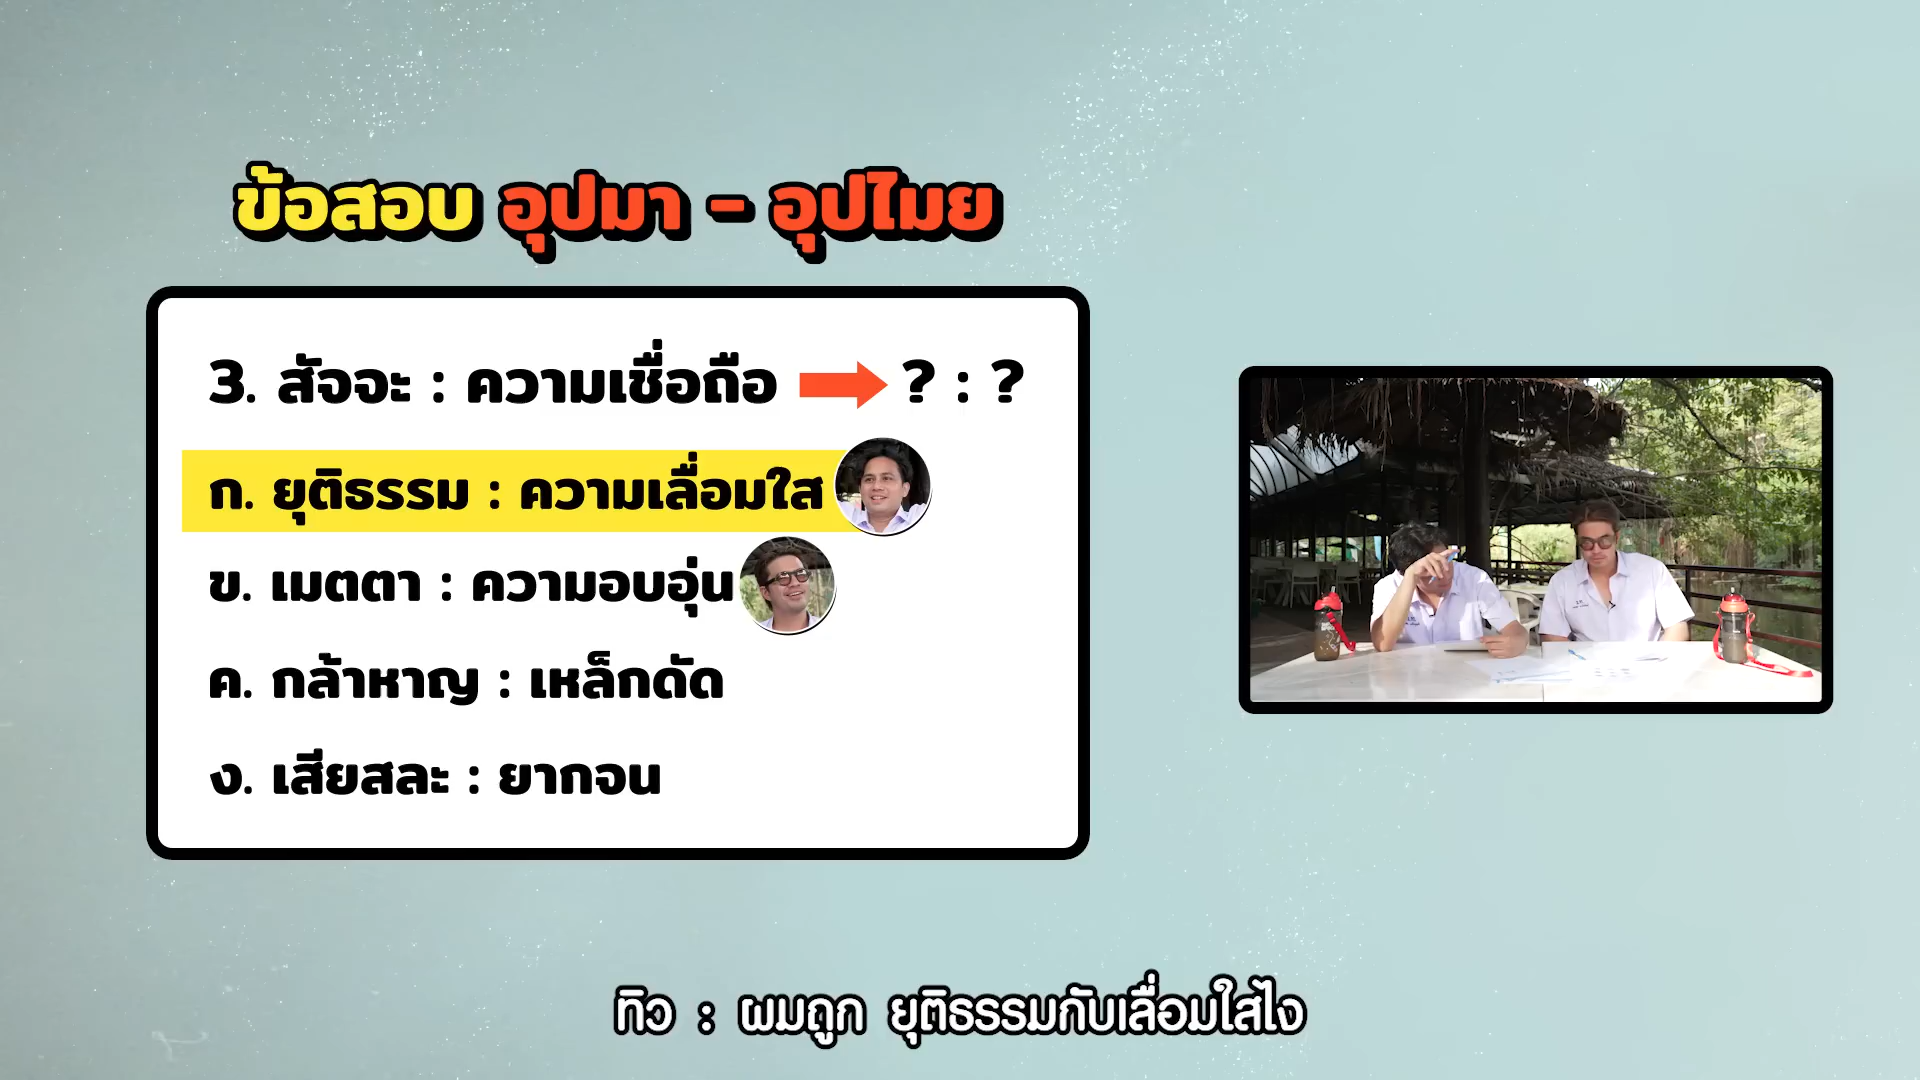 ข้อสอบ อุปมา - อุปไมย
3. สัจจะ : ความเชื่อถือ ? : ?
ก. ยุติธรรม : ความเลื่อมใส
ข. เมตตา : ความอบอุ่น
ค. กล้าหาญ : เหล็กดัด
ง. เสียสละ : ยากจน
ทิว : ผมถูก ยุติธรรมกับเลื่อมใสไง